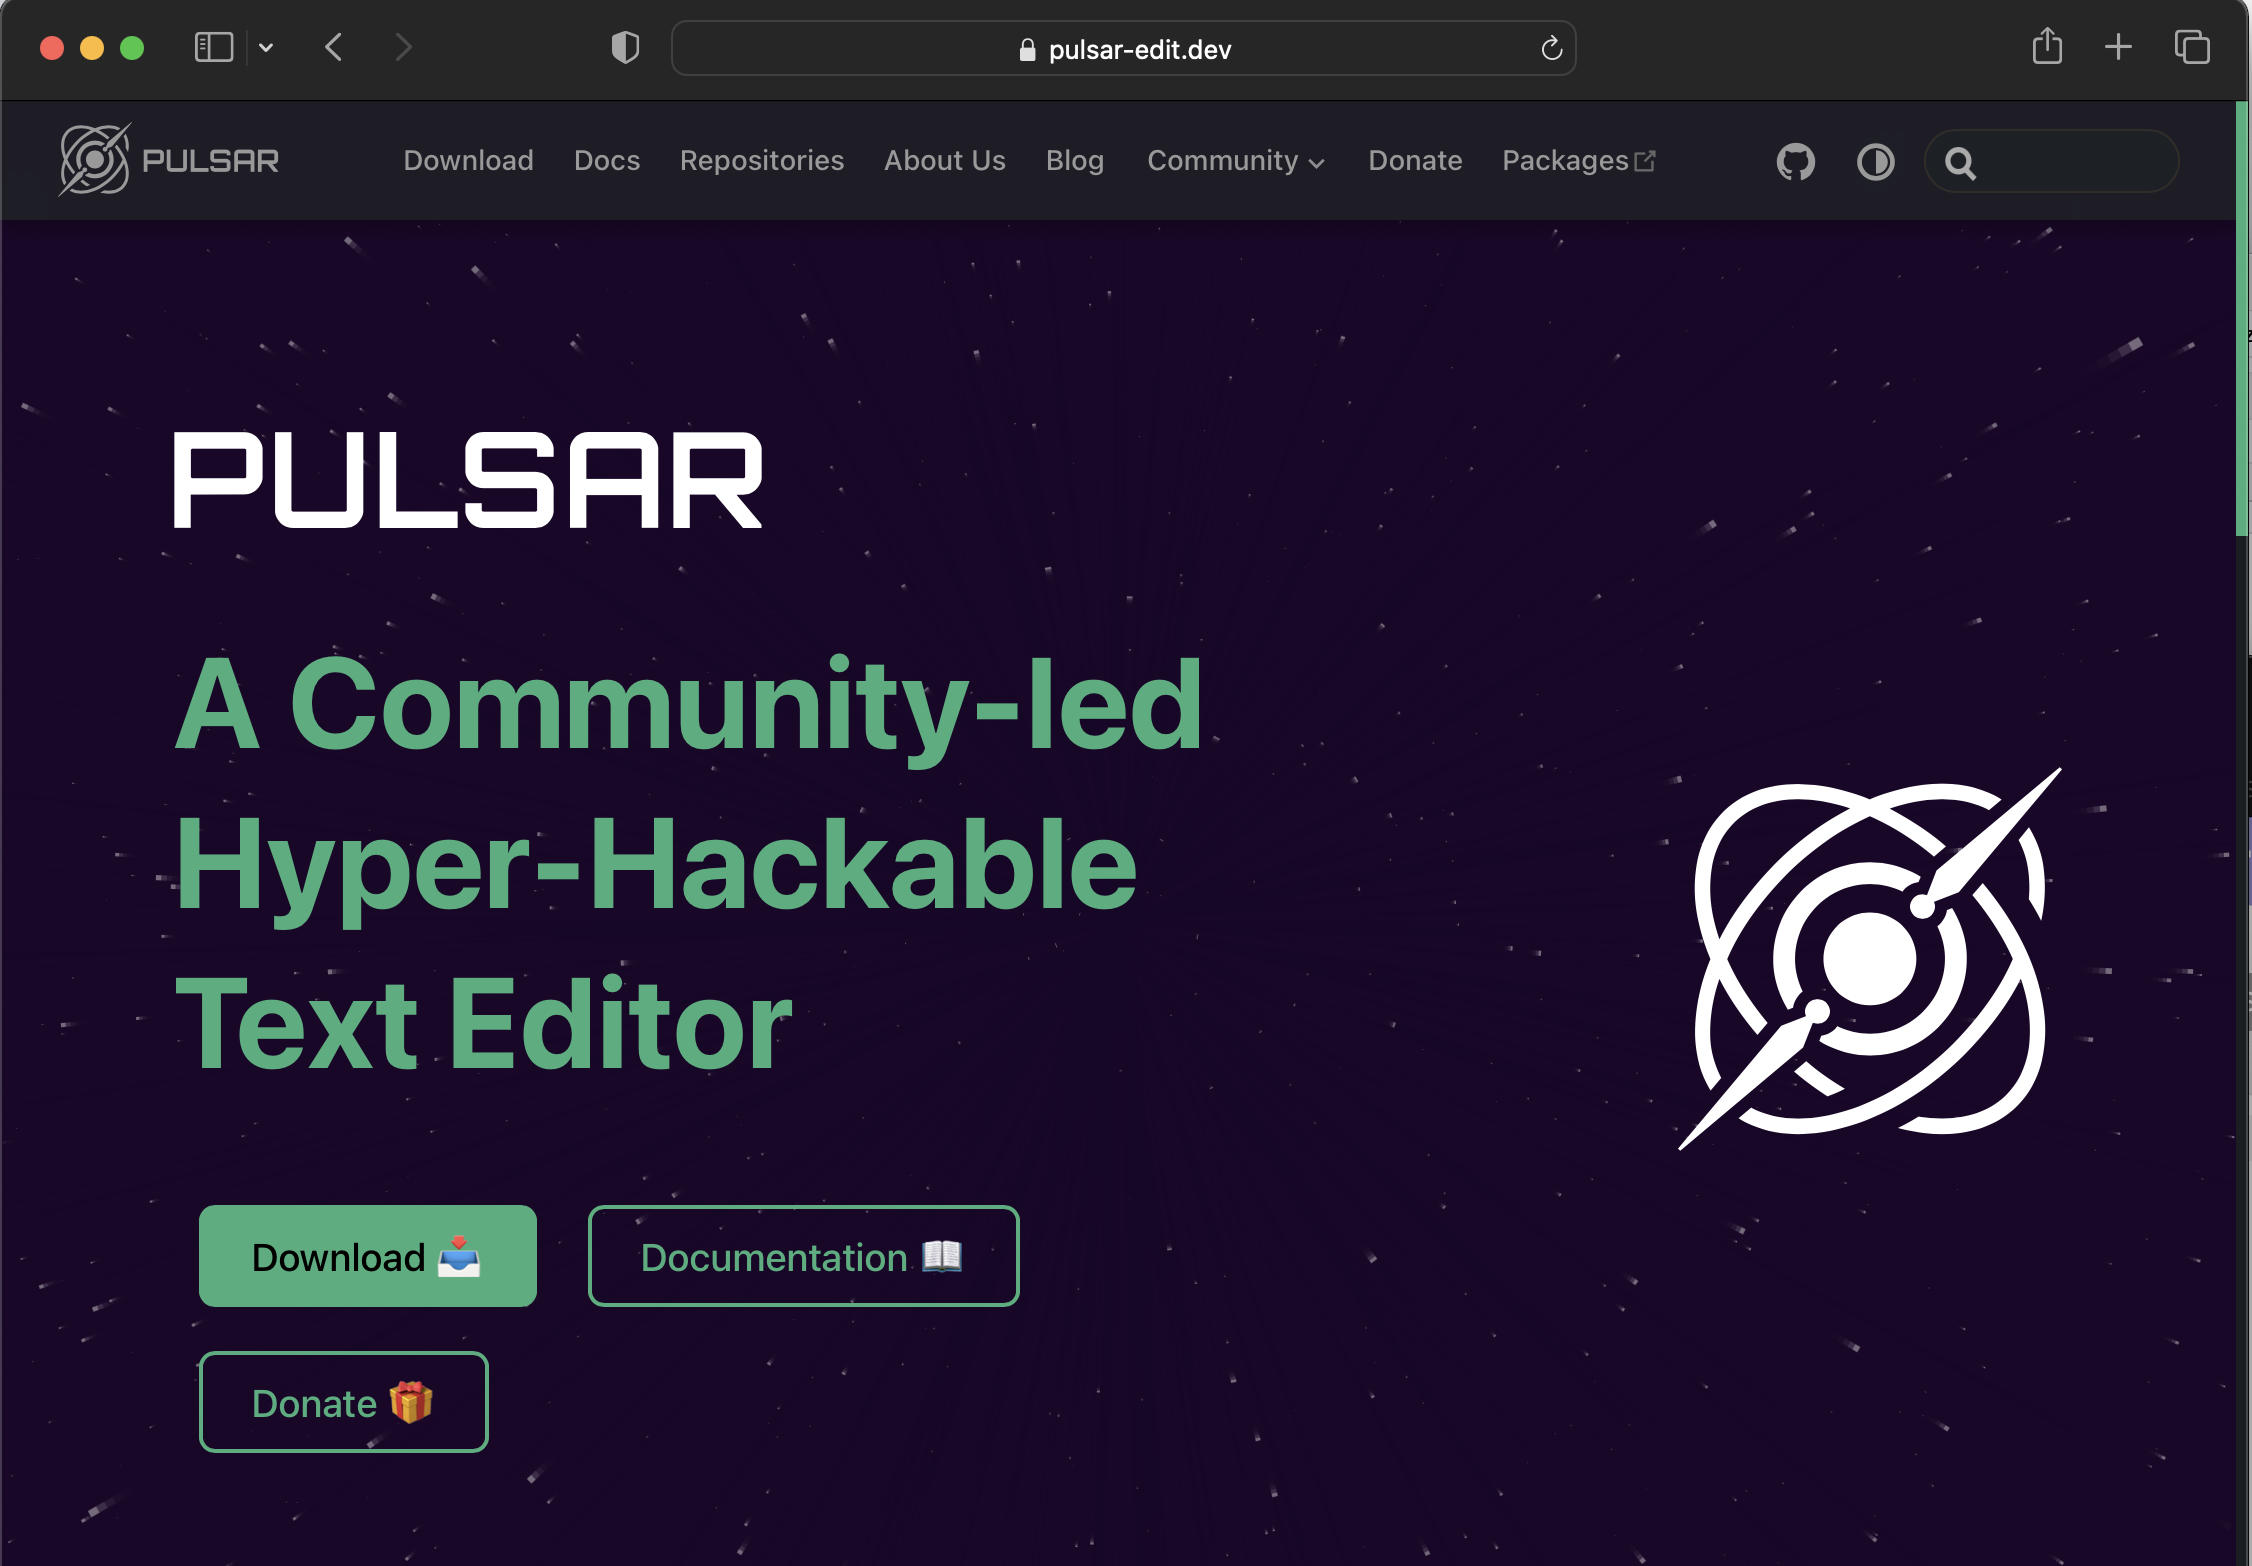 pulsar-edit.dev
PULSAR Download Docs Repositories About Us Blog Community Donate Packages
PULSAR
A Community-led
Hyper-Hackable
Text Editor
Download Documentation
Donate